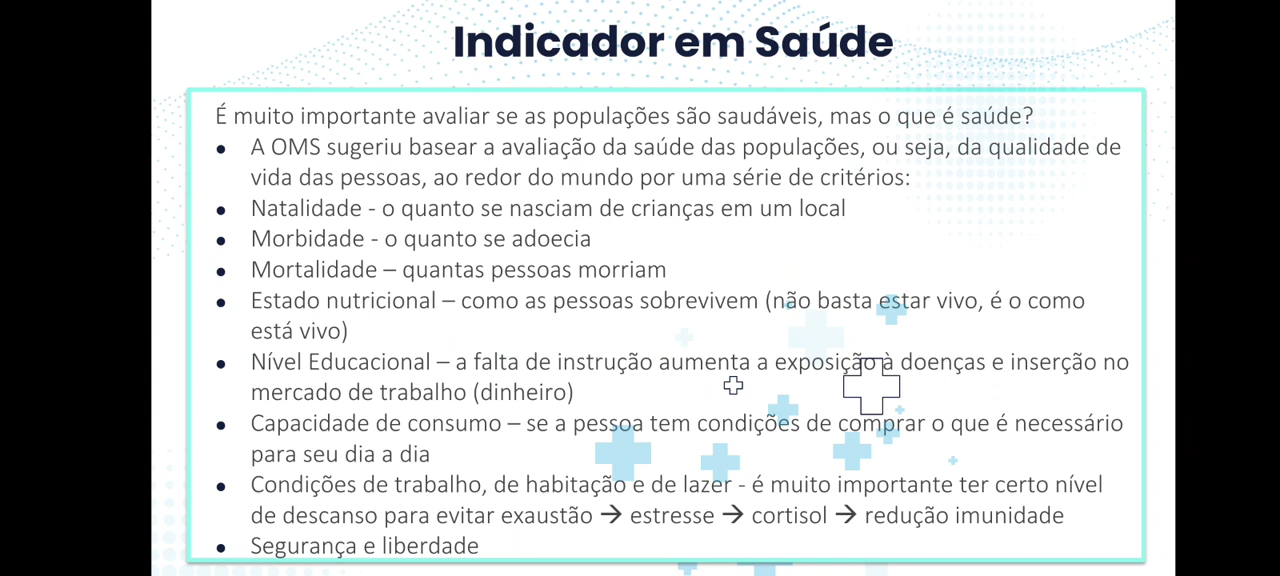 Indicador em Saúde
É muito importante avaliar se as populações são saudáveis, mas o que é saúde?
• A OMS sugeriu basear a avaliação da saúde das populações, ou seja, da qualidade de
vida das pessoas, ao redor do mundo por uma série de critérios:
• Natalidade - o quanto se nasciam de crianças em um local
• Morbidade - o quanto se adoecia
• Mortalidade – quantas pessoas morriam
• Estado nutricional – como as pessoas sobrevivem (não basta estar vivo, é o como
está vivo)
• Nível Educacional – a falta de instrução aumenta a exposição à doenças e inserção no
mercado de trabalho (dinheiro)
• Capacidade de consumo – se a pessoa tem condições de comprar o que é necessário
para seu dia a dia
• Condições de trabalho, de habitação e de lazer - é muito importante ter certo nível
de descanso para evitar exaustão → estresse → cortisol → redução imunidade
• Segurança e liberdade